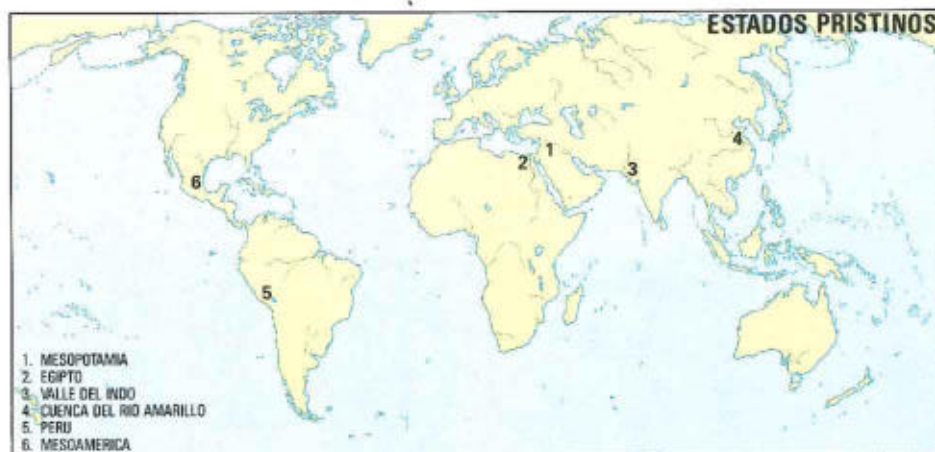 ESTADOS PRISTINOS
4
1
2
3
6
5
1. MESOPOTAMIA
2. EGIPTO
3. VALLE DEL INDO
4. CUENCA DEL RIO AMARILLO
5. PERU
6. MESOAMERICA